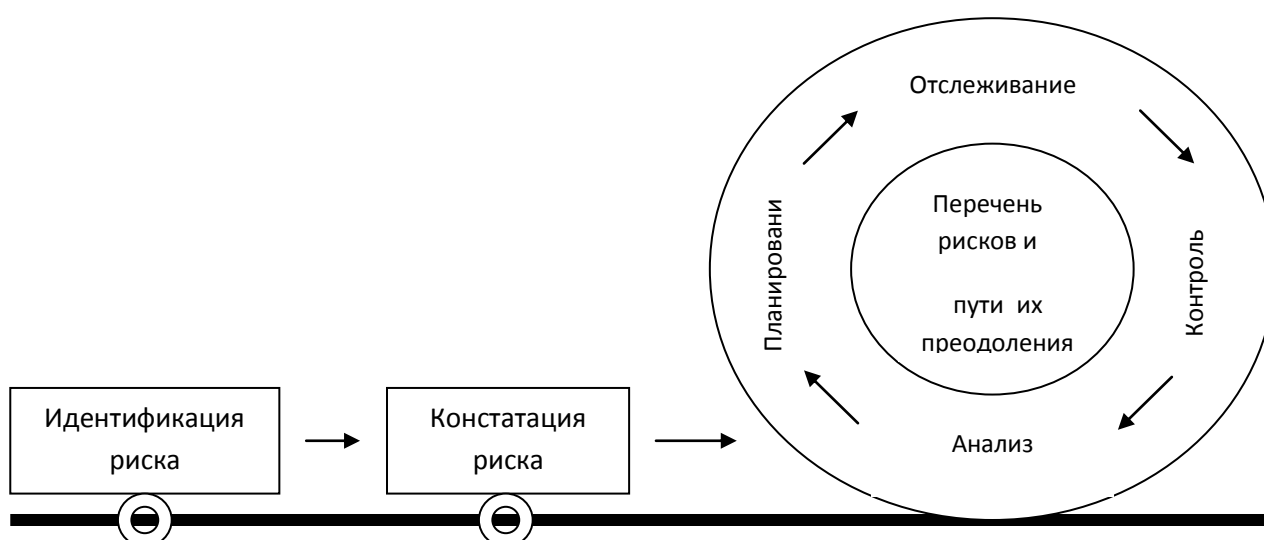 Отслеживание
Планировани
Перечень
рисков и
пути их
преодоления
Контроль
Анализ
Идентификация
риска
Констатация
риска